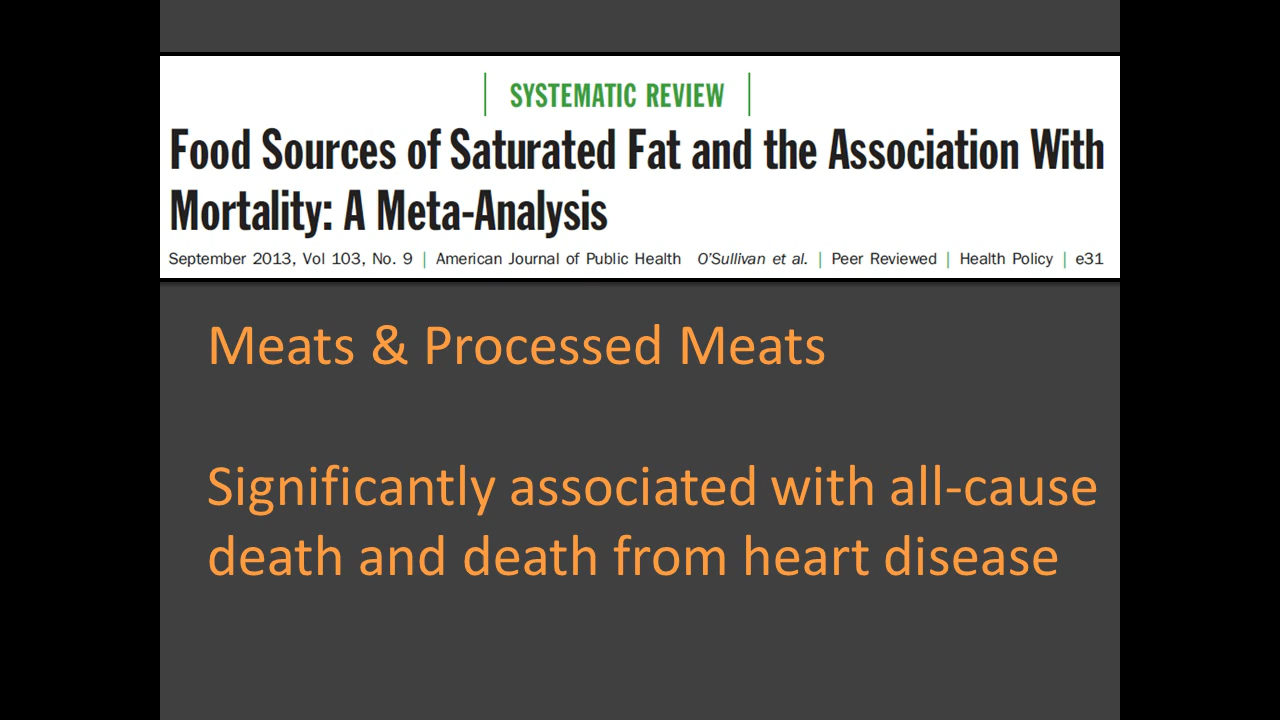 SYSTEMATIC REVIEW
Food Sources of Saturated Fat and the Association With
Mortality: A Meta-Analysis
September 2013, Vol 103, No. 9 | American Journal of Public Health O'Sullivan et al. | Peer Reviewed | Health Policy | e31
Meats & Processed Meats
Significantly associated with all-cause
death and death from heart disease